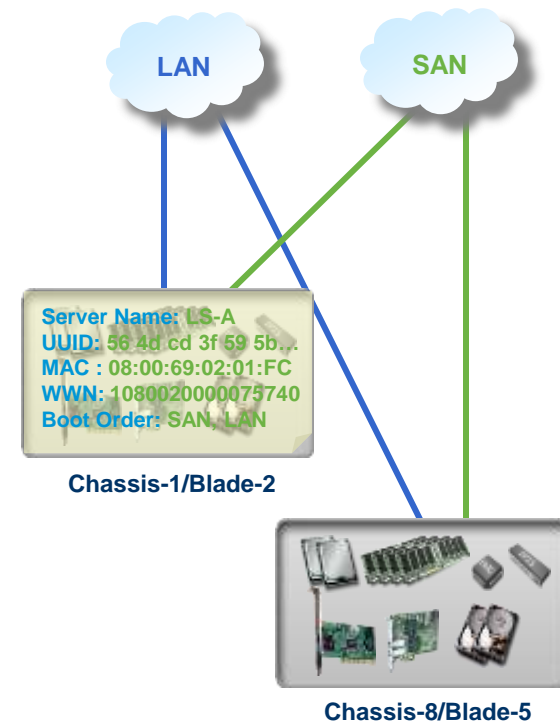 LAN
SAN
Server Name: LS-A
UUID: 56 4d cd 3f 59 5b…
MAC : 08:00:69:02:01:FC
WWN: 1080020000075740
Boot Order: SAN, LAN
Chassis-1/Blade-2
Chassis-8/Blade-5